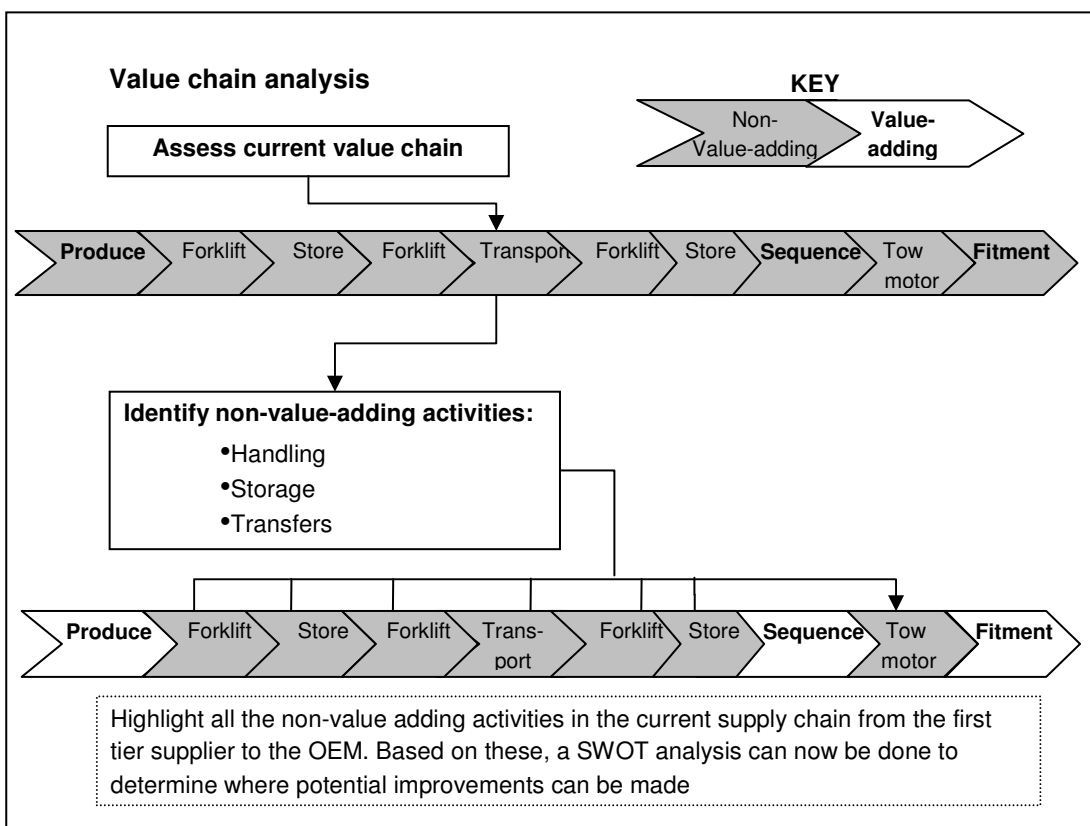 Value chain analysis
KEY
Non-
Value-adding
Value-
adding
Assess current value chain
Produce
Forklift
Store
Forklift
Transport
Forklift
Store
Sequence
Tow
motor
Fitment
Identify non-value-adding activities:
•Handling
•Storage
•Transfers
Produce
Forklift
Store
Forklift
Trans-
port
Forklift
Store
Sequence
Tow
motor
Fitment
Highlight all the non-value adding activities in the current supply chain from the first
tier supplier to the OEM. Based on these, a SWOT analysis can now be done to
determine where potential improvements can be made